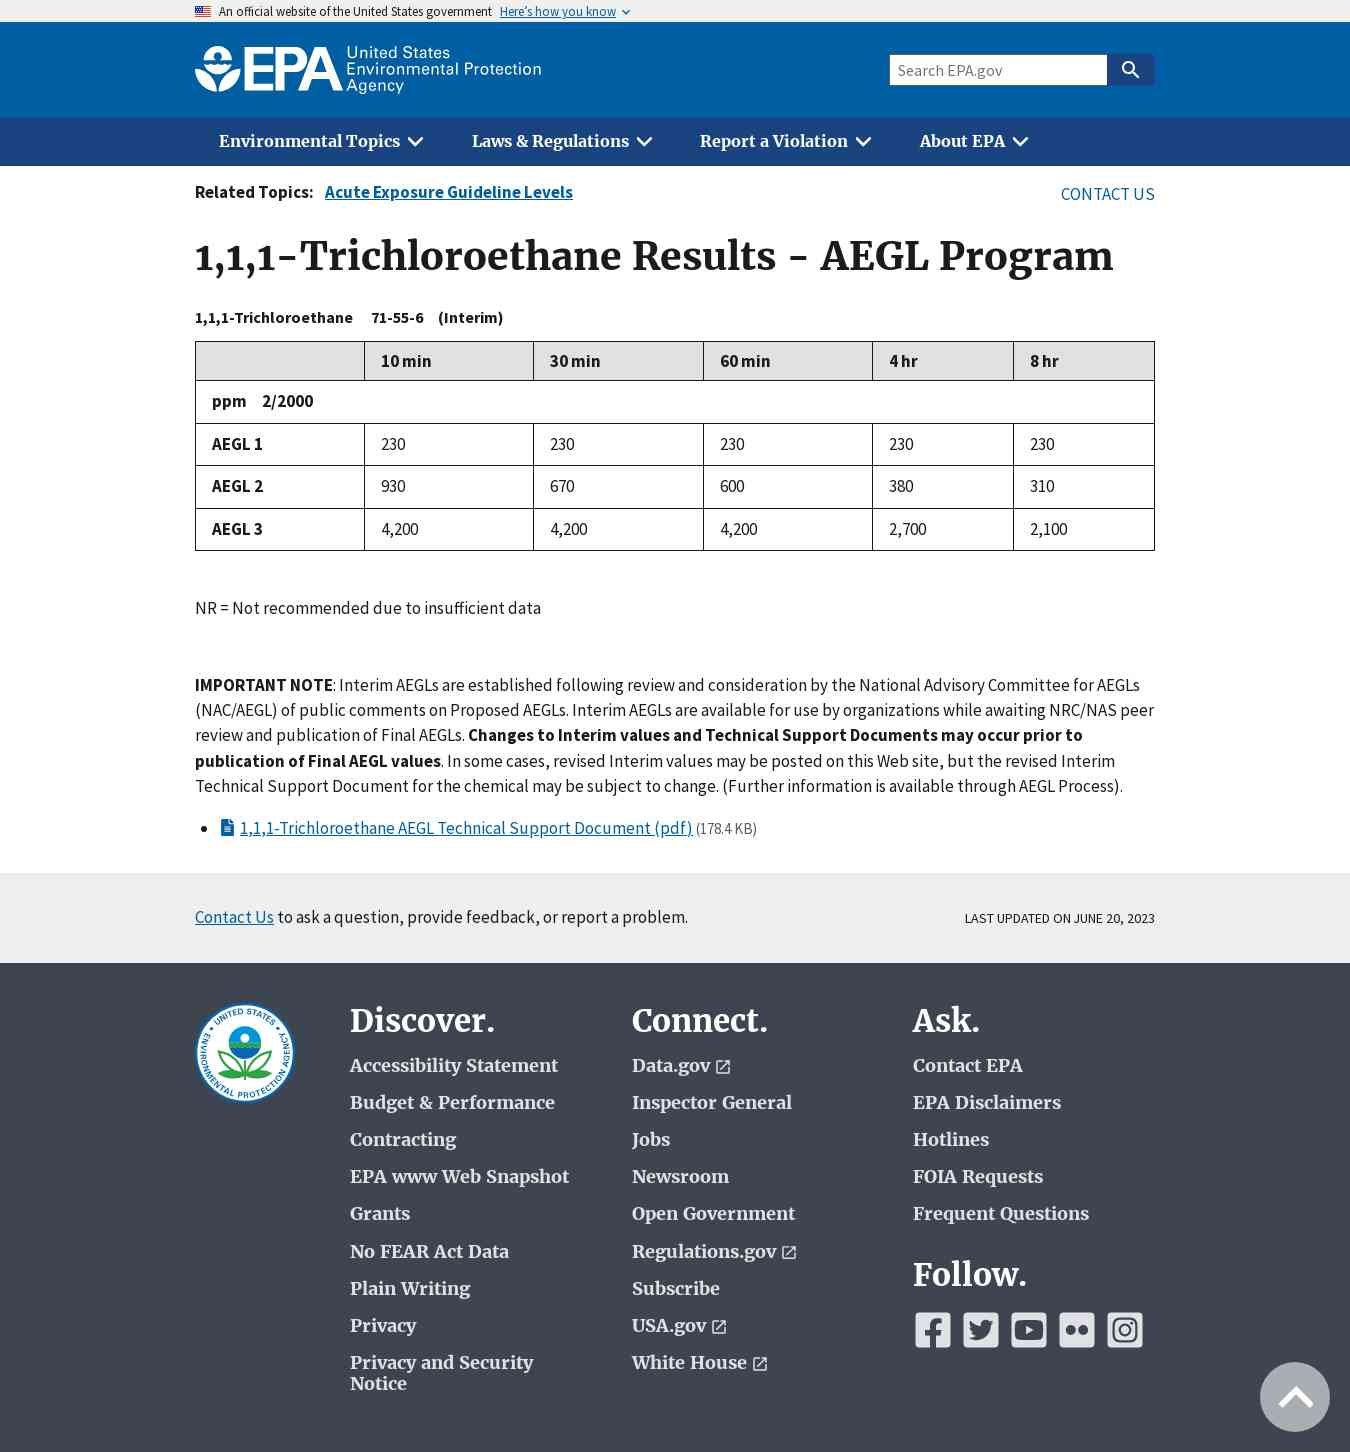 An official website of the United States government Here’s how you know
EPA United States
Environmental Protection
Agency
Search EPA.gov
Environmental Topics Laws & Regulations Report a Violation About EPA
Related Topics: Acute Exposure Guideline Levels CONTACT US
1,1,1-Trichloroethane Results - AEGL Program
1,1,1-Trichloroethane 71-55-6 (Interim)
10 min 30 min 60 min 4 hr 8 hr
ppm 2/2000
AEGL 1 230 230 230 230 230
AEGL 2 930 670 600 380 310
AEGL 3 4,200 4,200 4,200 2,700 2,100
NR = Not recommended due to insufficient data
IMPORTANT NOTE: Interim AEGLs are established following review and consideration by the National Advisory Committee for AEGLs
(NAC/AEGL) of public comments on Proposed AEGLs. Interim AEGLs are available for use by organizations while awaiting NRC/NAS peer
review and publication of Final AEGLs. Changes to Interim values and Technical Support Documents may occur prior to
publication of Final AEGL values. In some cases, revised Interim values may be posted on this Web site, but the revised Interim
Technical Support Document for the chemical may be subject to change. (Further information is available through AEGL Process).
1,1,1-Trichloroethane AEGL Technical Support Document (pdf) (178.4 KB)
Contact Us to ask a question, provide feedback, or report a problem. LAST UPDATED ON JUNE 20, 2023
UNITED STATES
ENVIRONMENTAL PROTECTION AGENCY
Discover.
Accessibility Statement
Budget & Performance
Contracting
EPA www Web Snapshot
Grants
No FEAR Act Data
Plain Writing
Privacy
Privacy and Security
Notice
Connect.
Data.gov
Inspector General
Jobs
Newsroom
Open Government
Regulations.gov
Subscribe
USA.gov
White House
Ask.
Contact EPA
EPA Disclaimers
Hotlines
FOIA Requests
Frequent Questions
Follow.